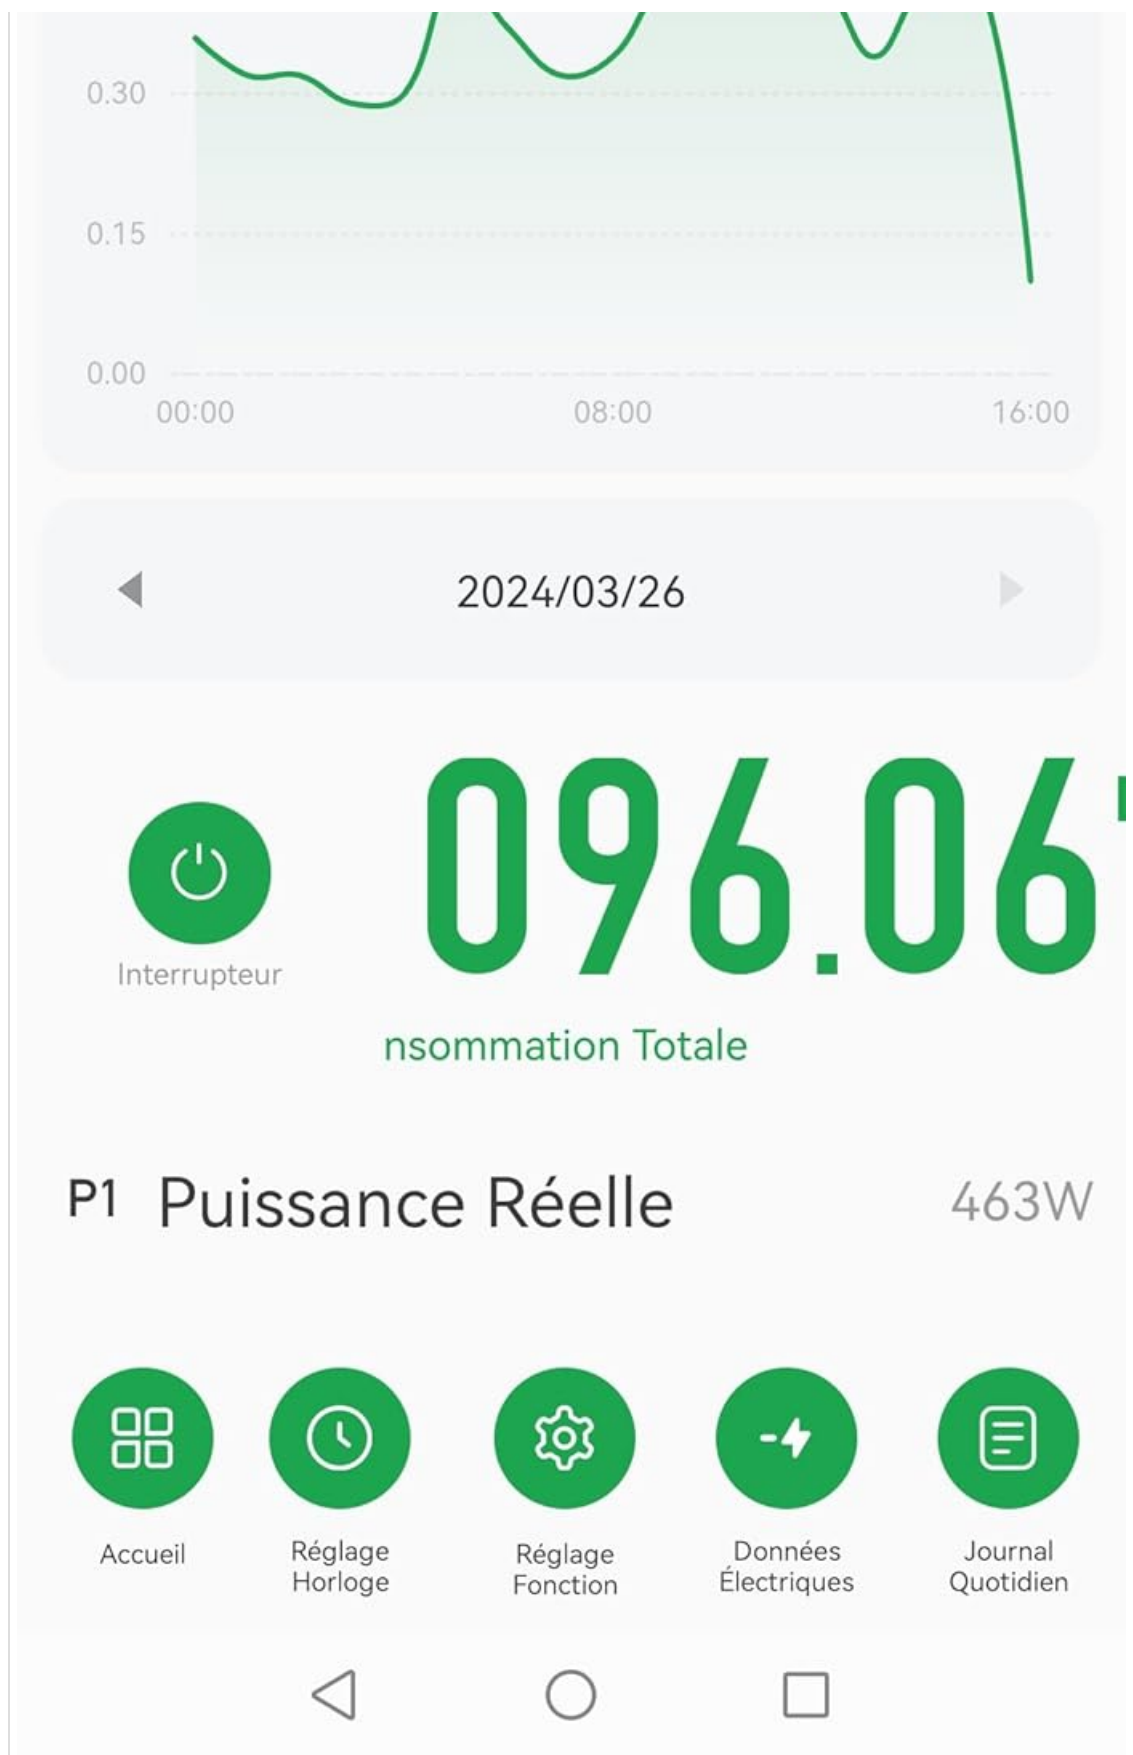 0.30
0.15
0.00
00:00 08:00 16:00
2024/03/26
096.06
Interrupteur
nsommation Totale
P1 Puissance Réelle 463W
Accueil
Réglage
Horloge
Réglage
Fonction
Données
Électriques
Journal
Quotidien